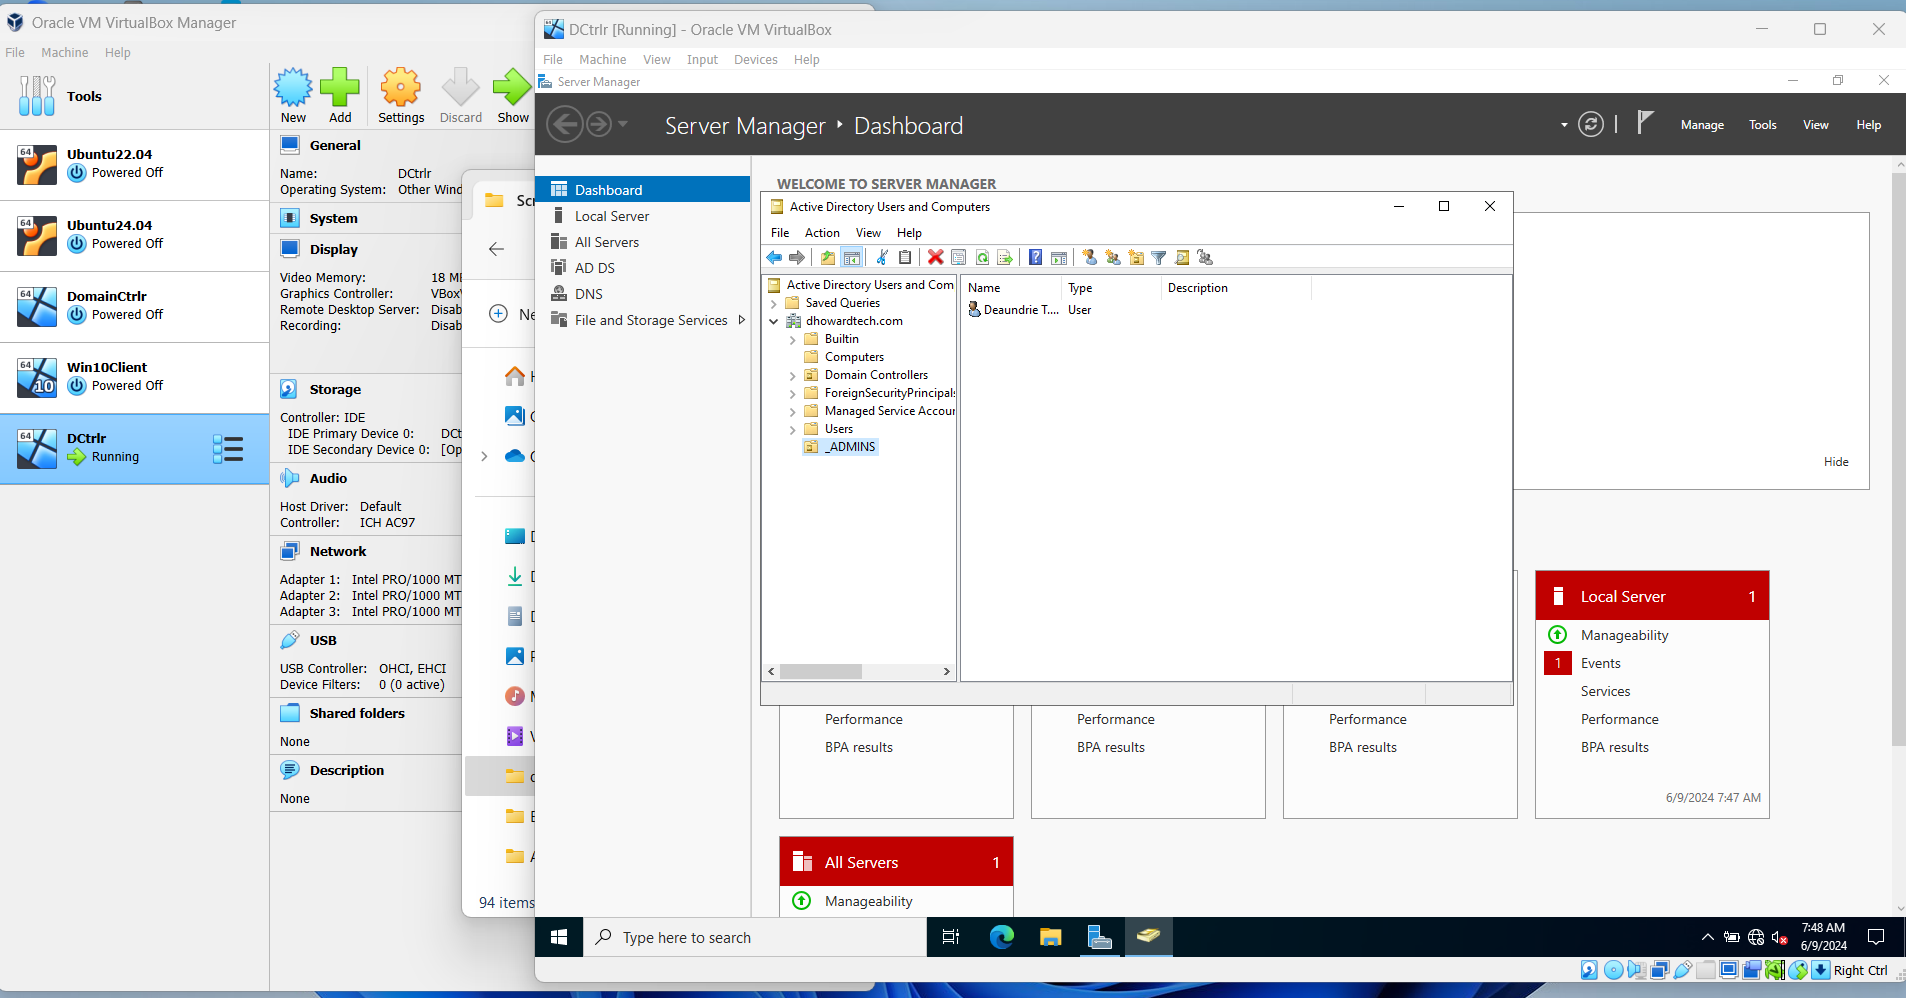 Oracle VM VirtualBox Manager
File Machine Help
Tools
New Add Settings Discard Show
Ubuntu22.04
Powered Off
Ubuntu24.04
Powered Off
DomainCtrlr
Powered Off
Win10Client
Powered Off
DCtrlr
Running
General
Name: DCtrlr
Operating System: Other Wind
System
Display
Video Memory: 18 M
Graphics Controller:
Remote Desktop Server: Disab
Recording: Disab
Storage
Controller: IDE
IDE Primary Device 0: DCt
IDE Secondary Device 0: [Op
Audio
Host Driver: Default
Controller: ICH AC97
Network
Adapter 1: Intel PRO/1000 MT
Adapter 2: Intel PRO/1000 MT
Adapter 3: Intel PRO/1000 MT
USB
USB Controller: OHCI, EHCI
Device Filters: 0 (0 active)
Shared folders
None
Description
None
94 items
DCtrlr [Running] - Oracle VM VirtualBox
File Machine View Input Devices Help
Server Manager
Server Manager Dashboard
Manage Tools View Help
Dashboard
Local Server
All Servers
AD DS
DNS
File and Storage Services
WELCOME TO SERVER MANAGER
Active Directory Users and Computers
File Action View Help
Active Directory Users and Com
Saved Queries
dhowardtech.com
Builtin
Computers
Domain Controllers
ForeignSecurityPrincipals
Managed Service Accour
Users
_ADMINS
Name Type Description
Deaundrie T.... User
Hide
Performance
BPA results
Performance
BPA results
Performance
BPA results
Local Server 1
Manageability
1 Events
Services
Performance
BPA results
6/9/2024 7:47 AM
All Servers 1
Manageability
Type here to search
7:48 AM
6/9/2024
Right Ctrl